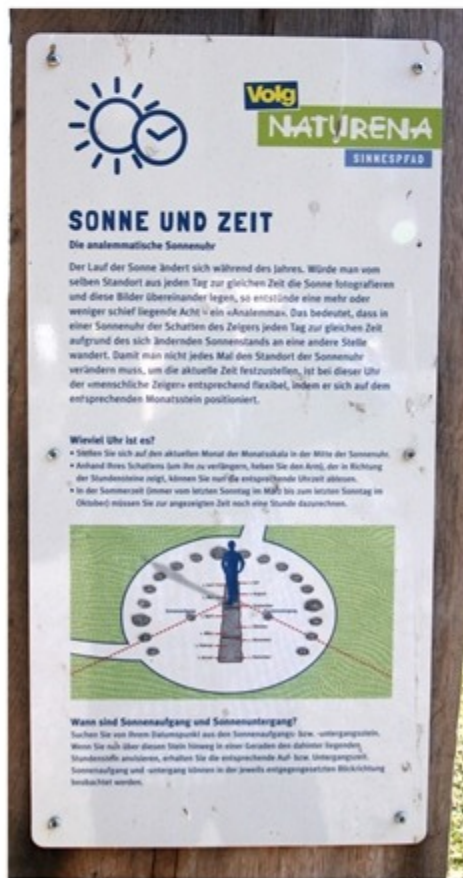 Volg
NATURENA
SINNESPFAD
SONNE UND ZEIT
Die analemmatische Sonnenuhr
Der Lauf der Sonne ändert sich während des Jahres. Würde man vom
selben Standort aus jeden Tag zur gleichen Zeit die Sonne fotografieren
und diese Bilder übereinander legen, so entstünde eine mehr oder
weniger schief liegende Acht – ein «Analemma». Das bedeutet, dass in
einer Sonnenuhr der Schatten des Zeigers jeden Tag zur gleichen Zeit
aufgrund des sich ändernden Sonnenstands an eine andere Stelle
wandert. Damit man nicht jedes Mal den Standort der Sonnenuhr
verändern muss, um die aktuelle Zeit festzustellen, ist bei dieser Uhr
der «menschliche Zeiger» entsprechend flexibel, indem er sich auf dem
entsprechenden Monatsstein positioniert.
Wieviel Uhr ist es?
• Stellen Sie sich auf den aktuellen Monat der Monatsskala in der Mitte der Sonnenuhr.
• Anhand Ihres Schattens (um ihn zu verlängern, heben Sie den Arm), der in Richtung
der Stundensteine zeigt, können Sie nun die entsprechende Uhrzeit ablesen.
• In der Sommerzeit (immer vom letzten Sonntag im März bis zum letzten Sonntag im
Oktober) müssen Sie zur angezeigten Zeit noch eine Stunde dazurechnen.
Wann sind Sonnenaufgang und Sonnenuntergang?
Suchen Sie von Ihrem Datumspunkt aus den Sonnenaufgangs- bzw. -untergangsstein.
Wenn Sie nun über diesen Stein hinweg in einer Geraden den dahinter liegenden
Stundenstein anvisieren, erhalten Sie die entsprechende Auf- bzw. Untergangszeit.
Sonnenaufgang und -untergang können in der jeweils entgegengesetzten Blickrichtung
beobachtet werden.